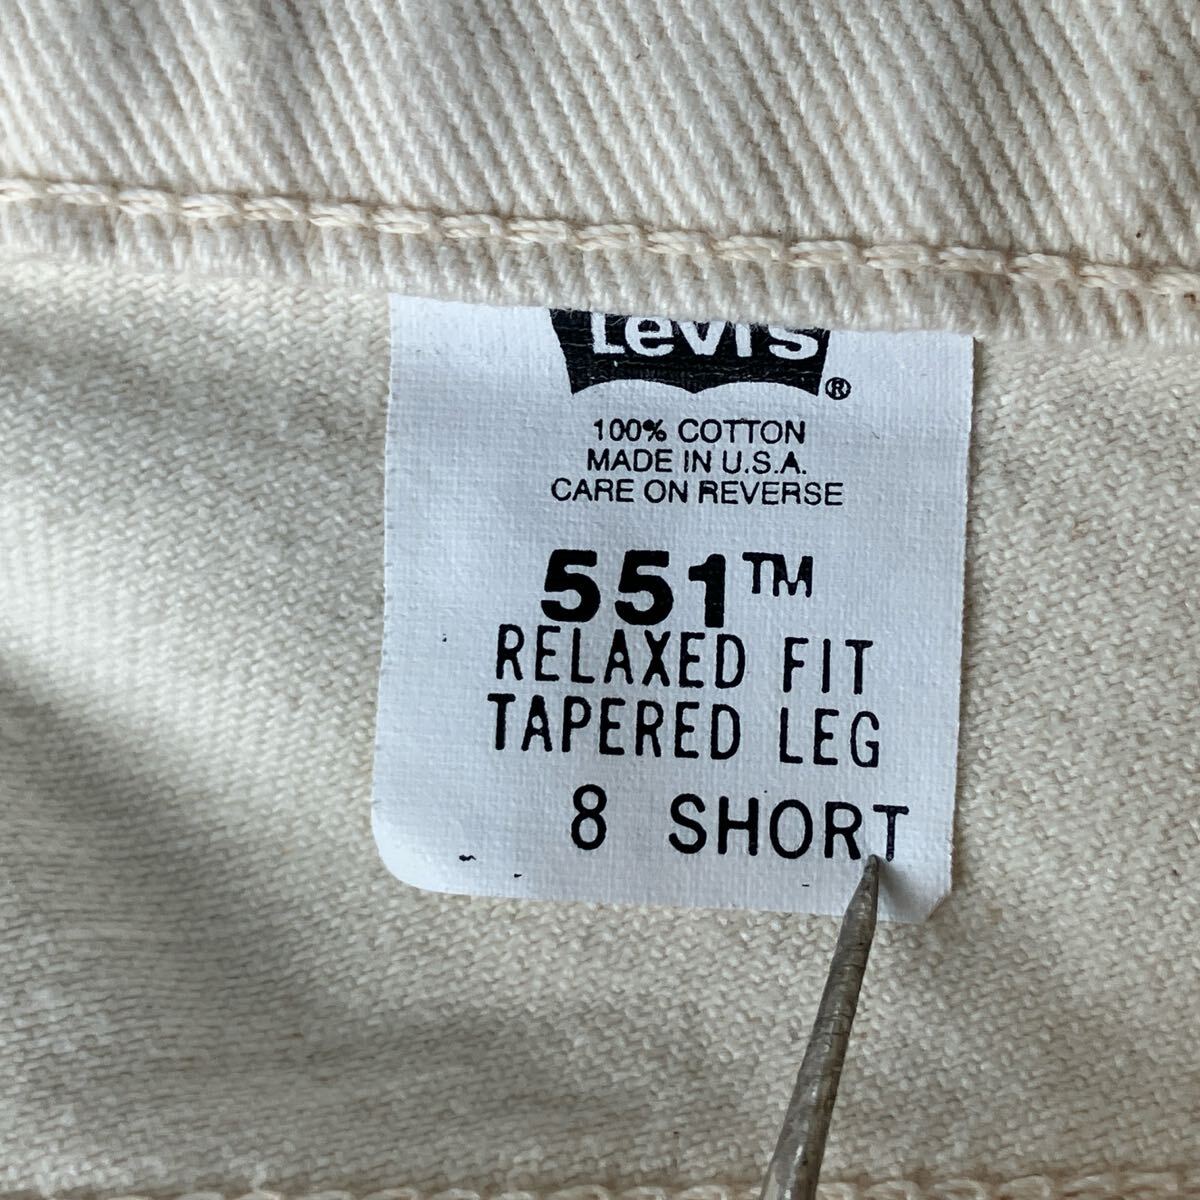 Levi's ®
100% COTTON
MADE IN U.S.A.
CARE ON REVERSE
551™
RELAXED FIT
TAPERED LEG
8 SHORT